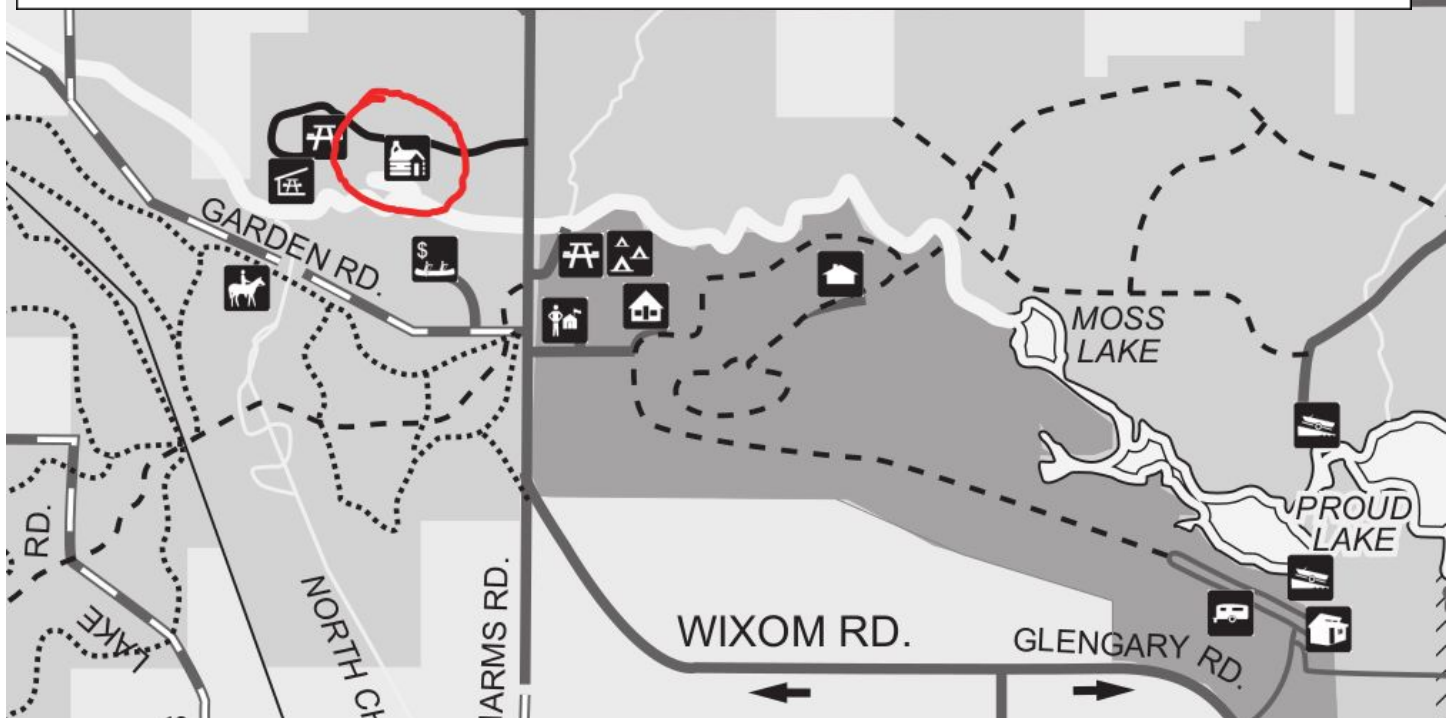 GARDEN RD.
$
MOSS
LAKE
PROUD
LAKE
RD.
LAKE
NORTH CH
HARMS RD.
WIXOM RD.
GLENGARY RD.